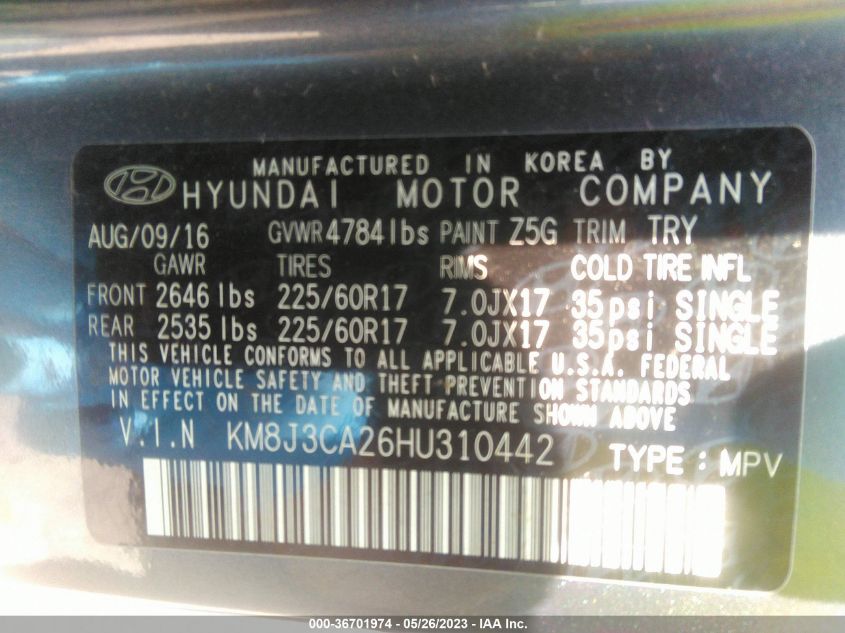 MANUFACTURED IN KOREA BY
HYUNDAI MOTOR COMPANY
AUG/09/16 GVWR 4784 lbs PAINT Z5G TRIM TRY
GAWR TIRES RIMS COLD TIRE INFL
FRONT 2646 lbs 225/60R17 7.0JX17 35psi SINGLE
REAR 2535 lbs 225/60R17 7.0JX17 35psi SINGLE
THIS VEHICLE CONFORMS TO ALL APPLICABLE U.S.A. FEDERAL
MOTOR VEHICLE SAFETY AND THEFT PREVENTION STANDARDS
IN EFFECT ON THE DATE OF MANUFACTURE SHOWN ABOVE
V.I.N KM8J3CA26HU310442 TYPE : MPV
000-36701974 - 05/26/2023 - IAA Inc.